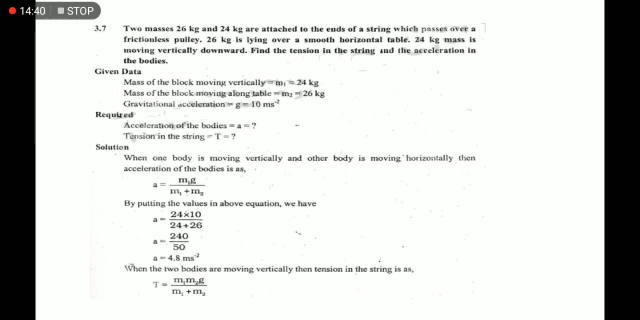 14:40 STOP
3.7 Two masses 26 kg and 24 kg are attached to the ends of a string which passes over a
frictionless pulley. 26 kg is lying over a smooth horizontal table. 24 kg mass is
moving vertically downward. Find the tension in the string and the acceleration in
the bodies.
Given Data
Mass of the block moving vertically = m₁ = 24 kg
Mass of the block moving along table = m₂ = 26 kg
Gravitational acceleration = g = 10 ms⁻²
Required
Acceleration of the bodies = a = ?
Tension in the string = T = ?
Solution
When one body is moving vertically and other body is moving horizontally then
acceleration of the bodies is as,
a = m₁g / m₁ + m₂
By putting the values in above equation, we have
a = 24×10 / 24+26
a = 240 / 50
a = 4.8 ms⁻²
When the two bodies are moving vertically then tension in the string is as,
T = m₁m₂g / m₁ + m₂